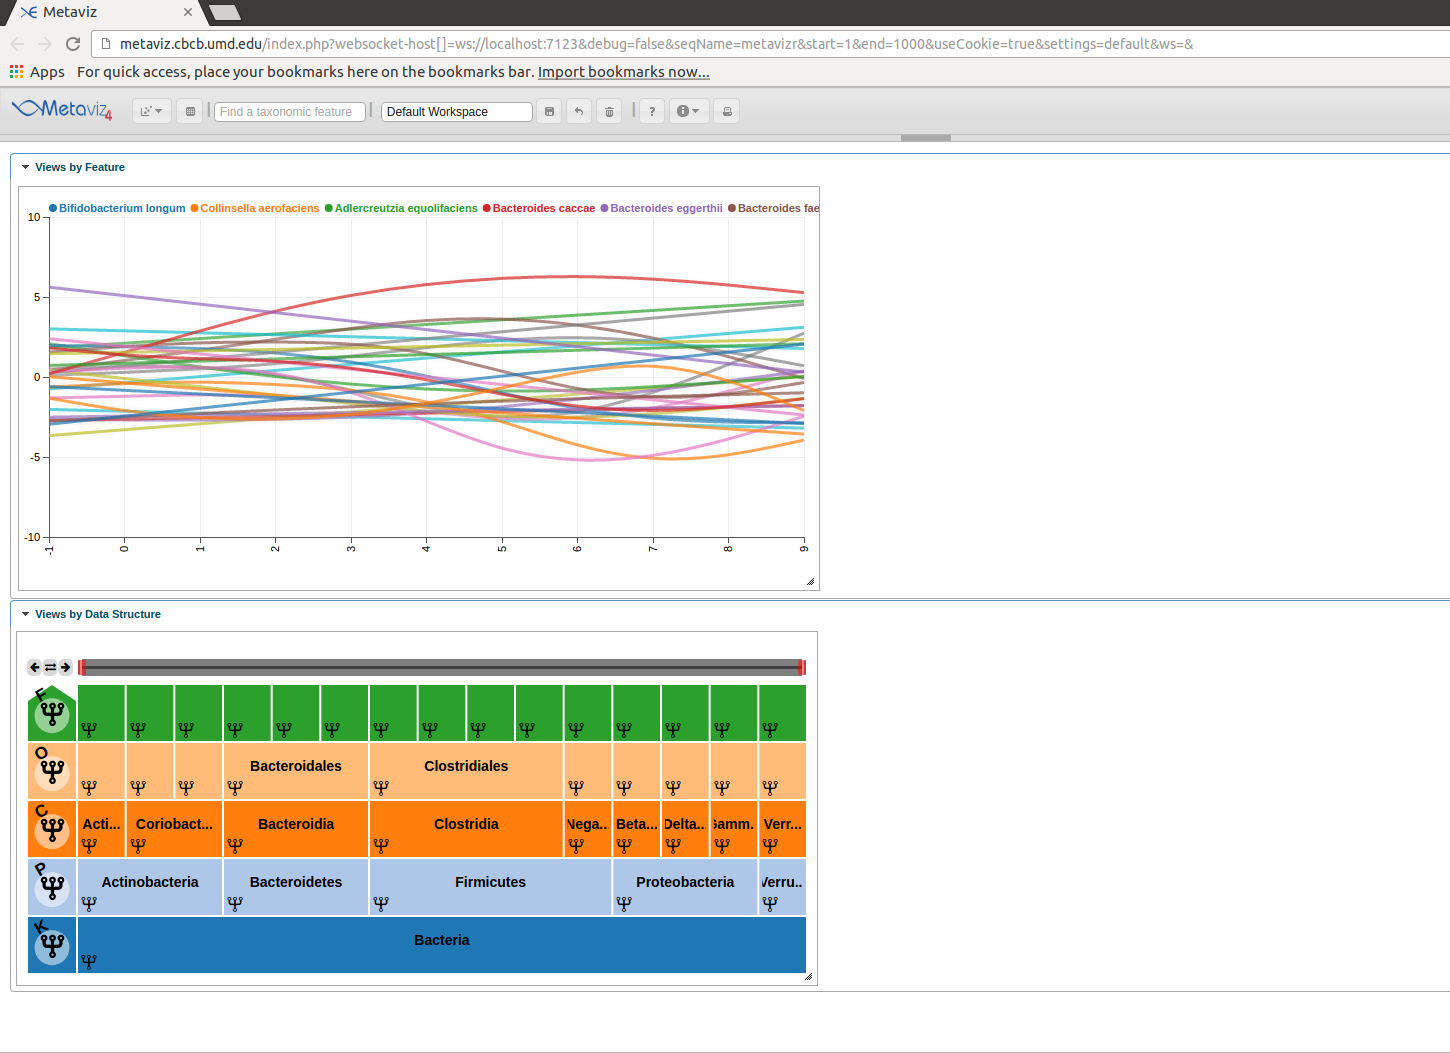 Metaviz
metaviz.cbcb.umd.edu/index.php?websocket-host[]=ws://localhost:7123&debug=false&seqName=metavizr&start=1&end=1000&useCookie=true&settings=default&ws=&
Apps For quick access, place your bookmarks here on the bookmarks bar. Import bookmarks now...
Metaviz 4 Find a taxonomic feature Default Workspace ?
Views by Feature
Bifidobacterium longum Collinsella aerofaciens Adlercreutzia equolifaciens Bacteroides caccae Bacteroides eggerthii Bacteroides fae
10
5
0
-5
-10
-1 0 1 2 3 4 5 6 7 8 9
Views by Data Structure
F
O Bacteroidales Clostridiales
C Acti... Coriobact... Bacteroidia Clostridia Nega... Beta... Delta... Gamm. Verr...
P Actinobacteria Bacteroidetes Firmicutes Proteobacteria Verru..
K Bacteria